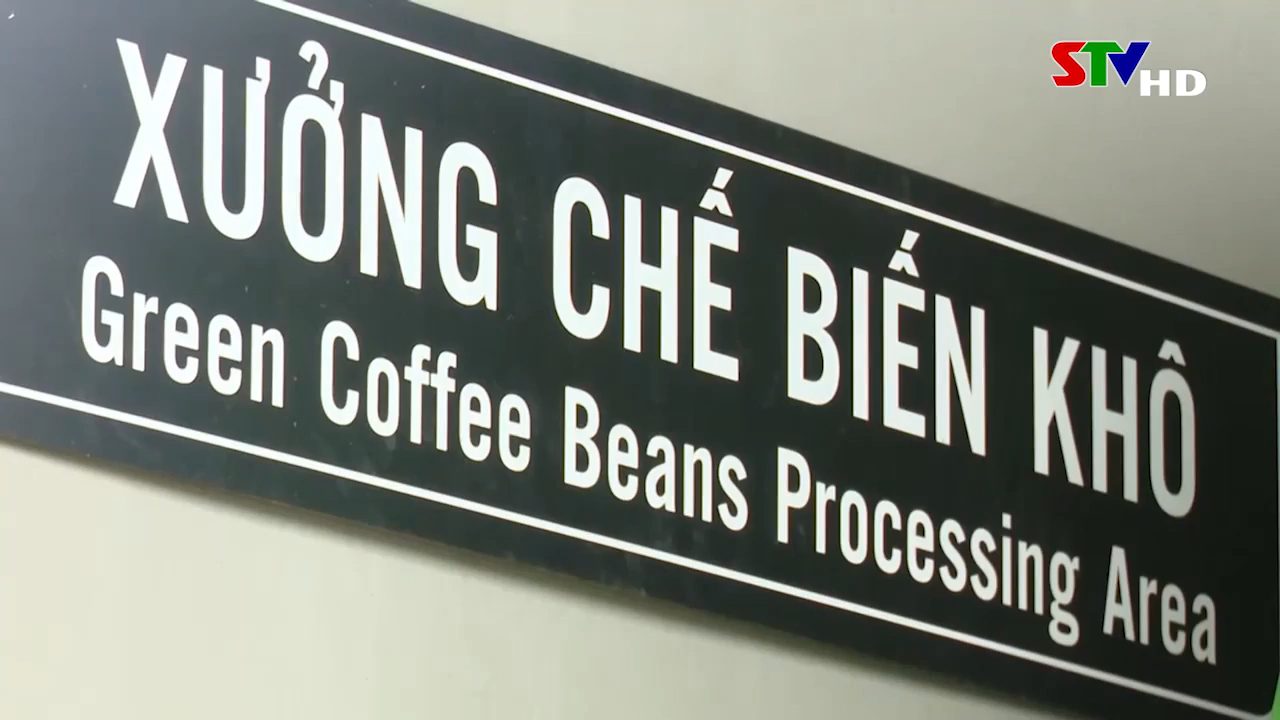 STV HD
XƯỞNG CHẾ BIẾN KHÔ
Green Coffee Beans Processing Area